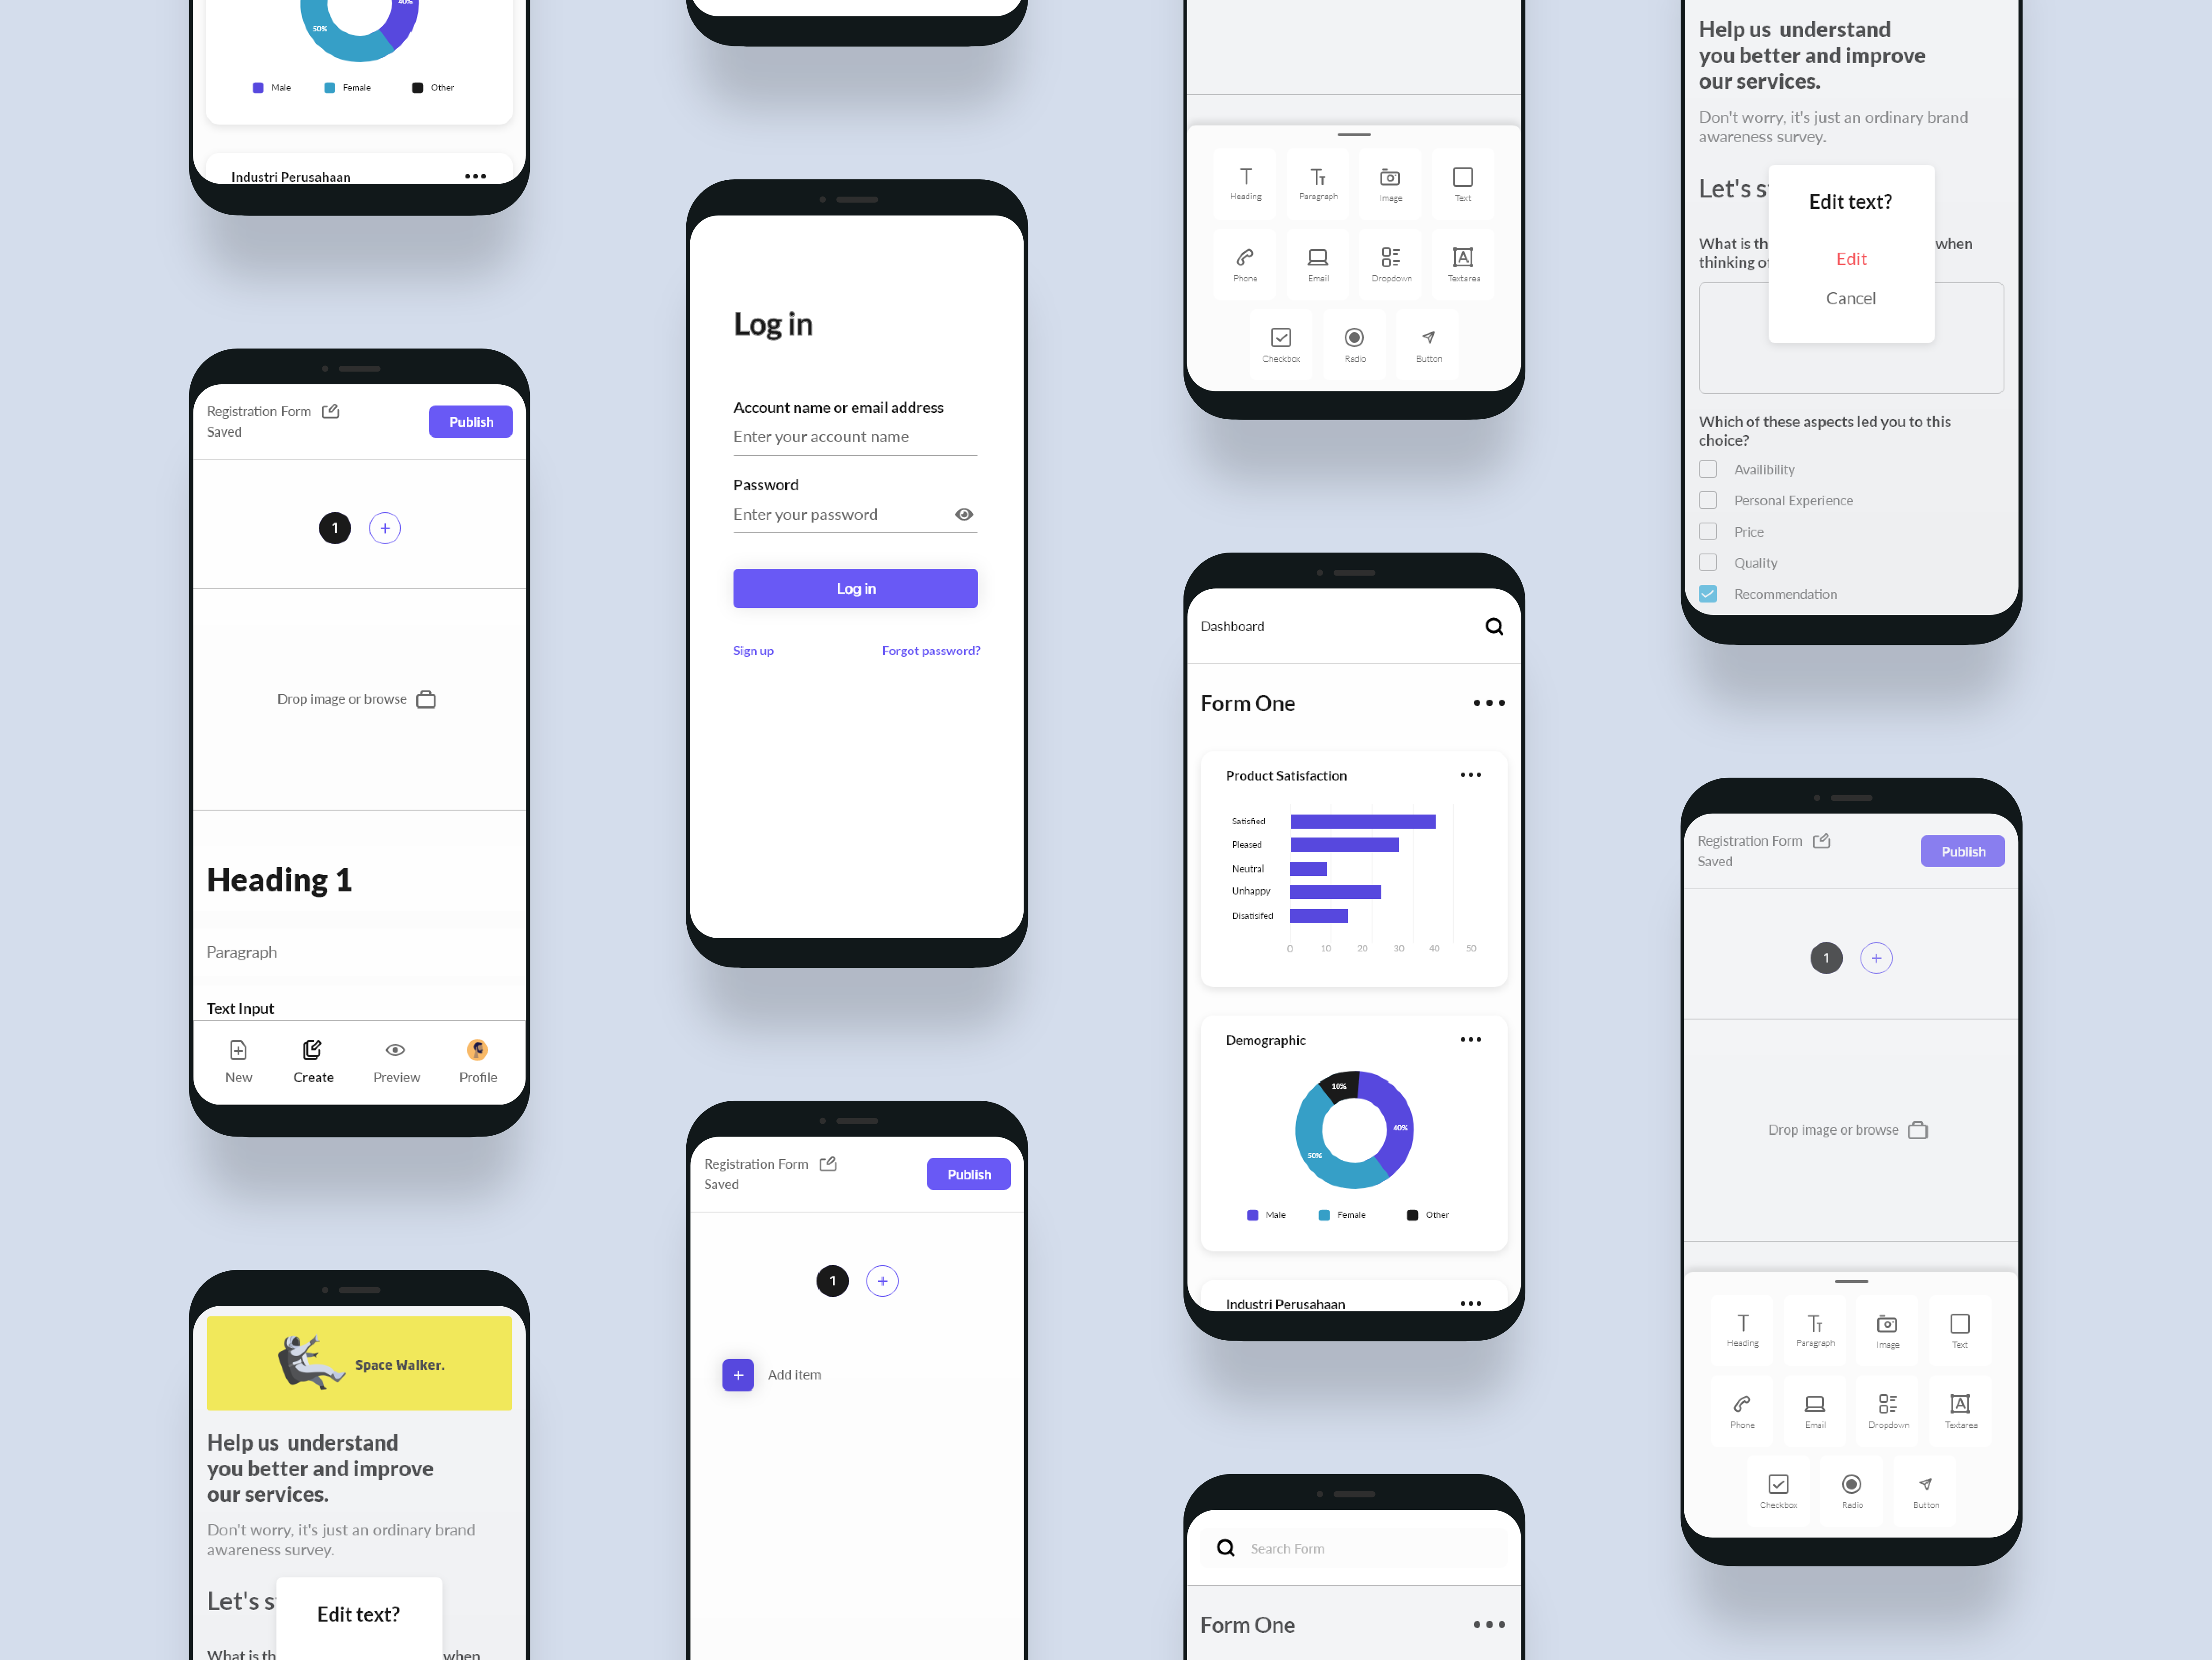 40%
50%
Male
Female
Other
Industri Perusahaan
Registration Form
Saved
Publish
1
Drop image or browse
Heading 1
Paragraph
Text Input
New
Create
Preview
Profile
Space Walker.
Help us understand
you better and improve
our services.
Don't worry, it's just an ordinary brand
awareness survey.
Let's s
Edit text?
What is th
when
Log in
Account name or email address
Enter your account name
Password
Enter your password
Log in
Sign up
Forgot password?
Registration Form
Saved
Publish
1
Add item
Heading
Paragraph
Image
Text
Phone
Email
Dropdown
Textarea
Checkbox
Radio
Button
Dashboard
Form One
Product Satisfaction
Satisfied
Pleased
Neutral
Unhappy
Disatisifed
0 10 20 30 40 50
Demographic
10%
40%
50%
Male
Female
Other
Industri Perusahaan
Search Form
Form One
Help us understand
you better and improve
our services.
Don't worry, it's just an ordinary brand
awareness survey.
Let's s
Edit text?
What is th
when
thinking of
Edit
Cancel
Which of these aspects led you to this
choice?
Availibility
Personal Experience
Price
Quality
Recommendation
Registration Form
Saved
Publish
1
Drop image or browse
Heading
Paragraph
Image
Text
Phone
Email
Dropdown
Textarea
Checkbox
Radio
Button